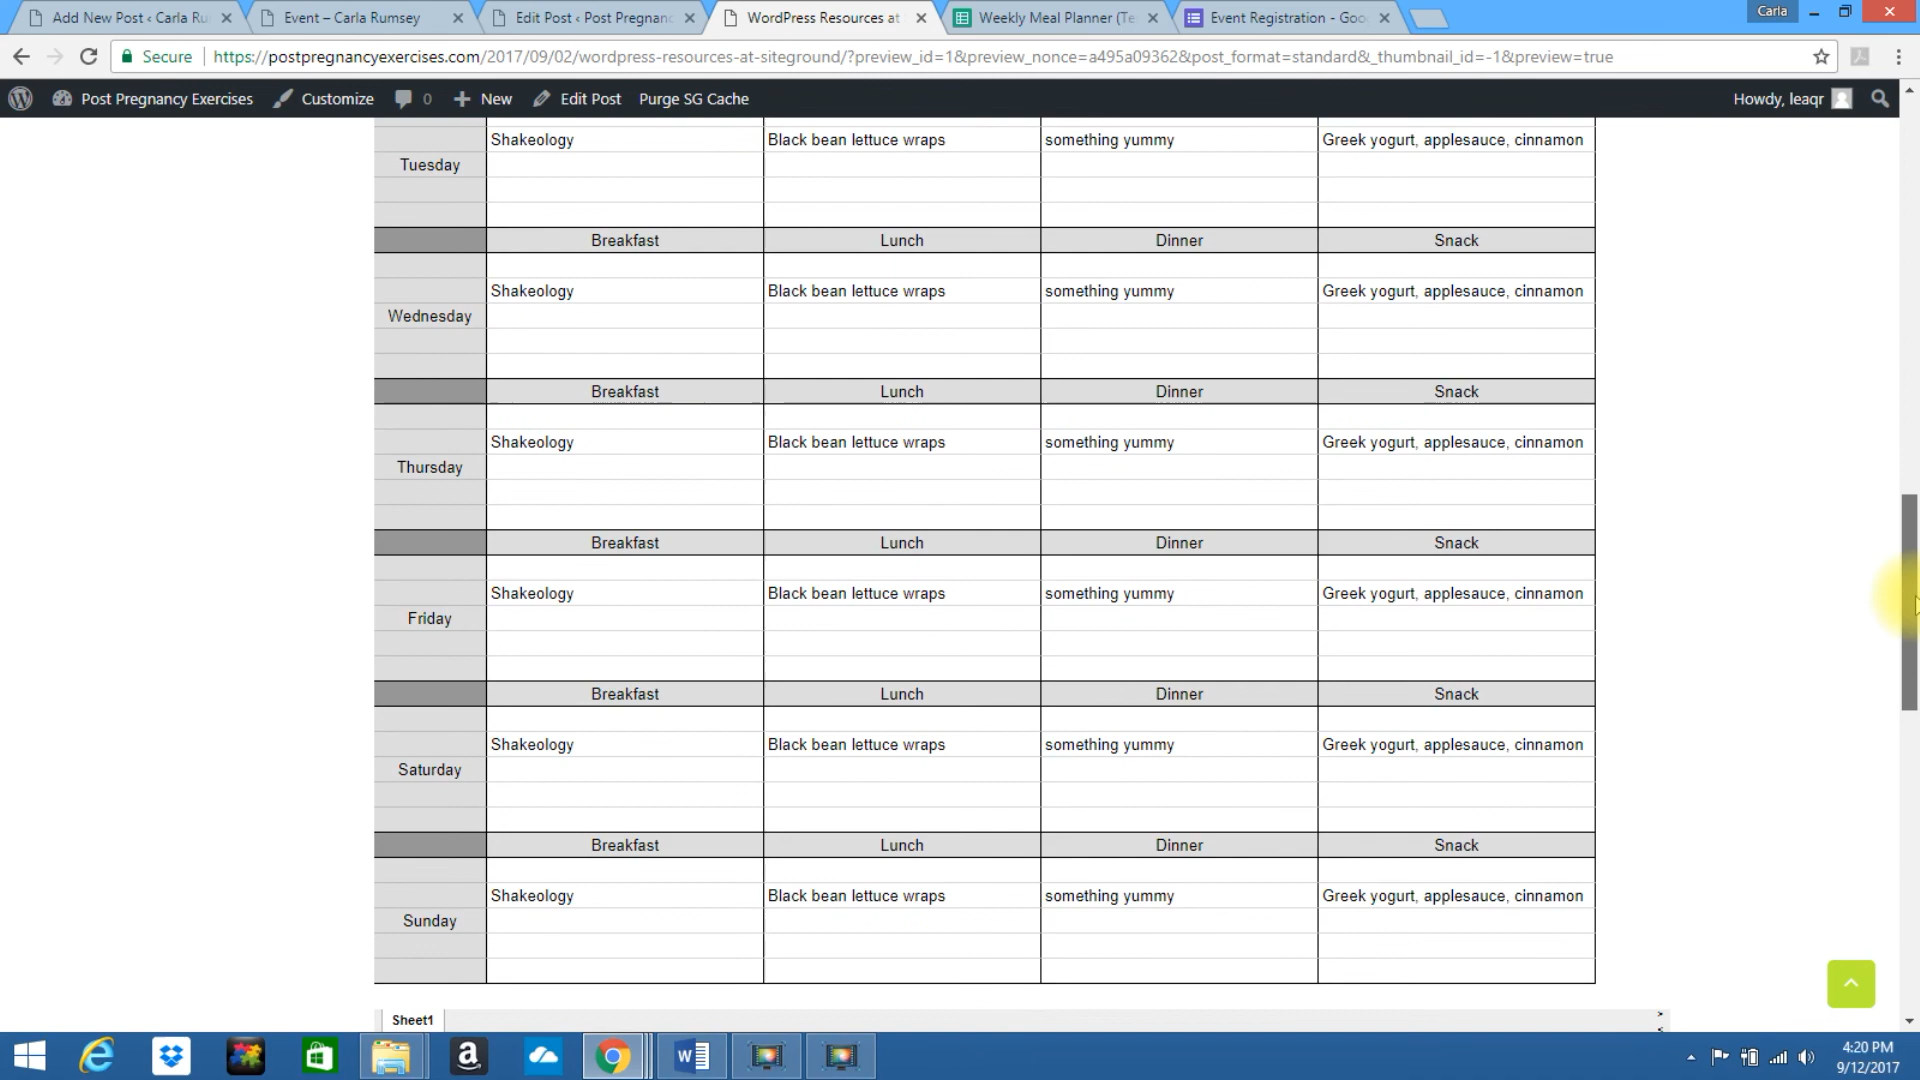 Add New Post ‹ Carla Ru
Event – Carla Rumsey
Edit Post ‹ Post Pregnanc
WordPress Resources at
Weekly Meal Planner (Te
Event Registration - Goo
Carla
Secure
https://postpregnancyexercises.com/2017/09/02/wordpress-resources-at-siteground/?preview_id=1&preview_nonce=a495a09362&post_format=standard&_thumbnail_id=-1&preview=true
Post Pregnancy Exercises
Customize
0
New
Edit Post
Purge SG Cache
Howdy, leaqr
Shakeology Black bean lettuce wraps something yummy Greek yogurt, applesauce, cinnamon
Tuesday
Breakfast Lunch Dinner Snack
Shakeology Black bean lettuce wraps something yummy Greek yogurt, applesauce, cinnamon
Wednesday
Breakfast Lunch Dinner Snack
Shakeology Black bean lettuce wraps something yummy Greek yogurt, applesauce, cinnamon
Thursday
Breakfast Lunch Dinner Snack
Shakeology Black bean lettuce wraps something yummy Greek yogurt, applesauce, cinnamon
Friday
Breakfast Lunch Dinner Snack
Shakeology Black bean lettuce wraps something yummy Greek yogurt, applesauce, cinnamon
Saturday
Breakfast Lunch Dinner Snack
Shakeology Black bean lettuce wraps something yummy Greek yogurt, applesauce, cinnamon
Sunday
Sheet1
4:20 PM
9/12/2017